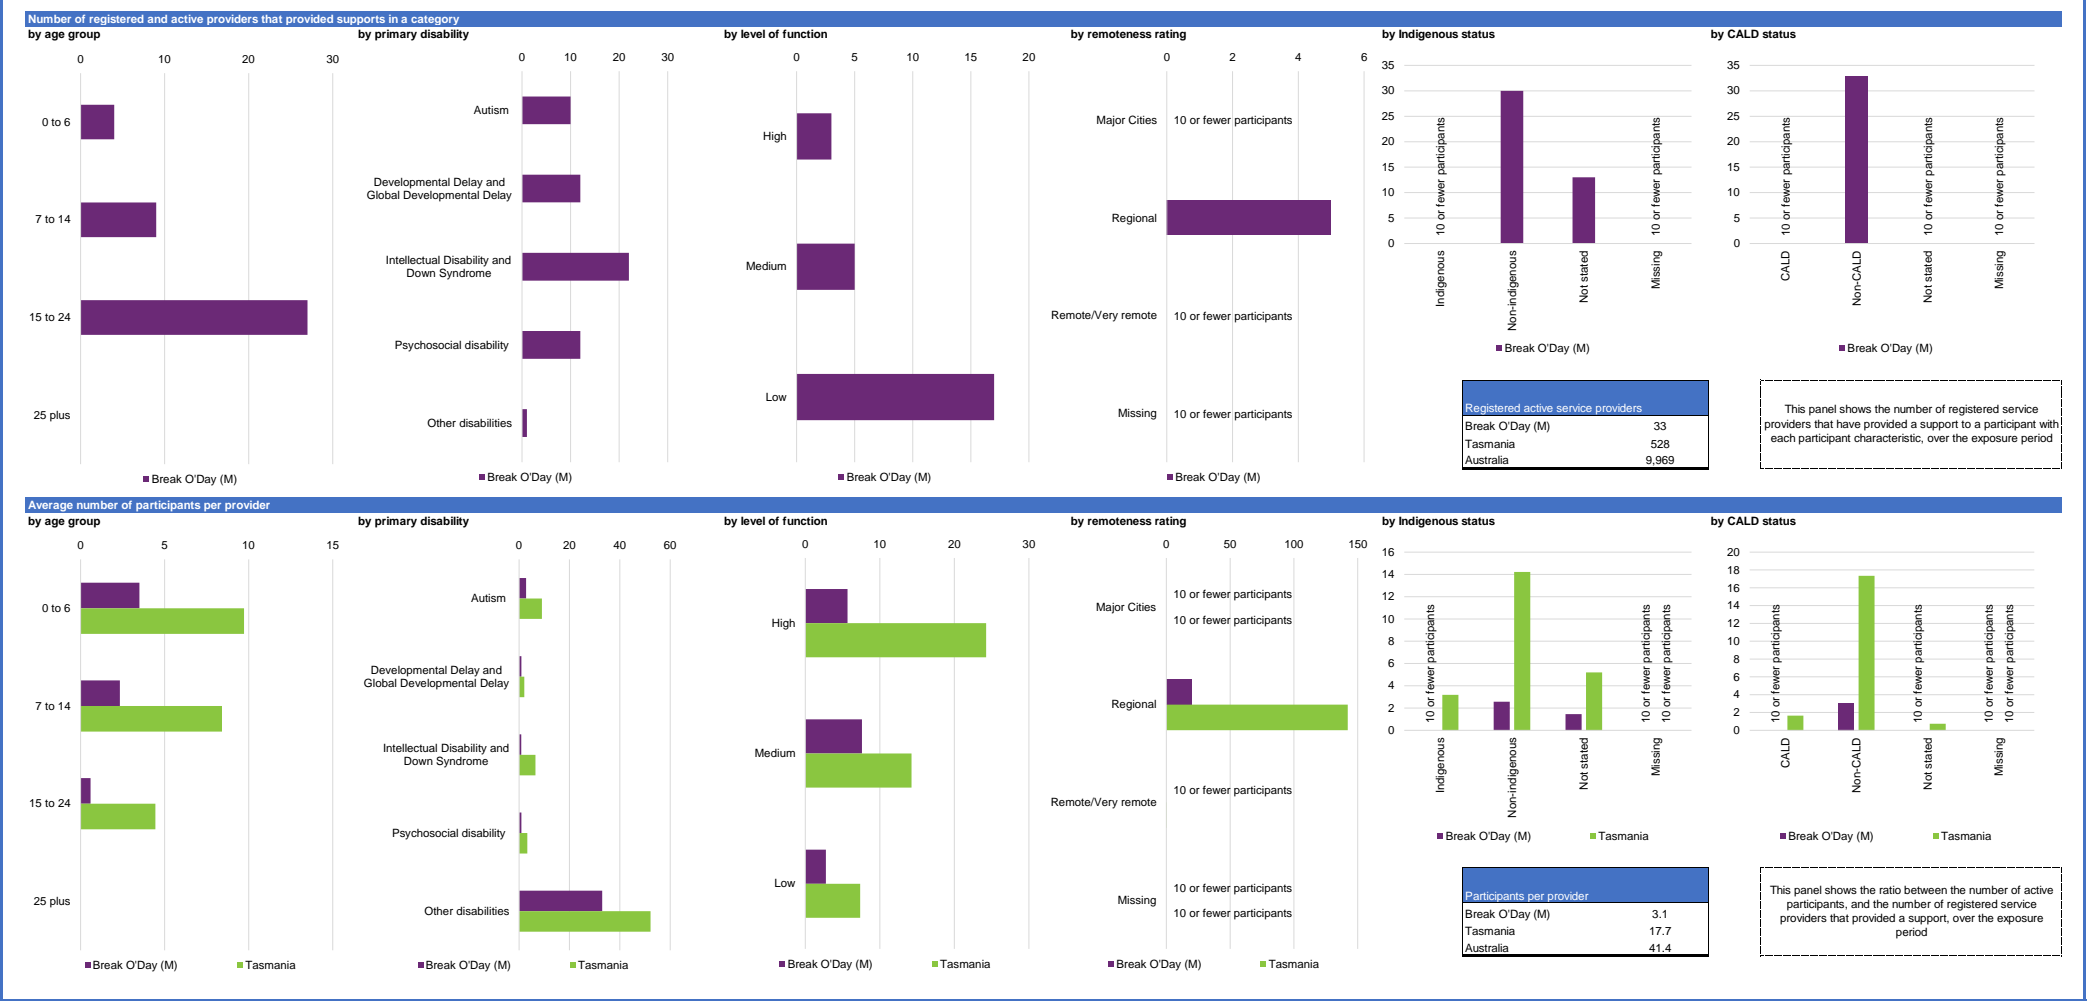 Number of registered and active providers that provided supports in a category
by age group
0
10
20
30
0 to 6
7 to 14
15 to 24
25 plus
Break O'Day (M)
by primary disability
0
10
20
30
Autism
Developmental Delay and
Global Developmental Delay
Intellectual Disability and
Down Syndrome
Psychosocial disability
Other disabilities
Break O'Day (M)
by level of function
0
5
10
15
20
High
Medium
Low
Break O'Day (M)
by remoteness rating
0
2
4
6
Major Cities
10 or fewer participants
Regional
Remote/Very remote
10 or fewer participants
Missing
10 or fewer participants
Break O'Day (M)
by Indigenous status
35
30
25
20
15
10
5
0
10 or fewer participants
10 or fewer participants
Indigenous
Non-indigenous
Not stated
Missing
Break O'Day (M)
by CALD status
35
30
25
20
15
10
5
0
10 or fewer participants
10 or fewer participants
10 or fewer participants
CALD
Non-CALD
Not stated
Missing
Break O'Day (M)
Registered active service providers
Break O'Day (M) 33
Tasmania 528
Australia 9,969
This panel shows the number of registered service
providers that have provided a support to a participant with
each participant characteristic, over the exposure period
Average number of participants per provider
by age group
0
5
10
15
0 to 6
7 to 14
15 to 24
25 plus
Break O'Day (M)
Tasmania
by primary disability
0
20
40
60
Autism
Developmental Delay and
Global Developmental Delay
Intellectual Disability and
Down Syndrome
Psychosocial disability
Other disabilities
Break O'Day (M)
Tasmania
by level of function
0
10
20
30
High
Medium
Low
Break O'Day (M)
Tasmania
by remoteness rating
0
50
100
150
Major Cities
10 or fewer participants
10 or fewer participants
Regional
Remote/Very remote
10 or fewer participants
Missing
10 or fewer participants
10 or fewer participants
Break O'Day (M)
Tasmania
by Indigenous status
16
14
12
10
8
6
4
2
0
10 or fewer participants
10 or fewer participants
10 or fewer participants
Indigenous
Non-indigenous
Not stated
Missing
Break O'Day (M)
Tasmania
by CALD status
20
18
16
14
12
10
8
6
4
2
0
10 or fewer participants
10 or fewer participants
10 or fewer participants
10 or fewer participants
CALD
Non-CALD
Not stated
Missing
Break O'Day (M)
Tasmania
Participants per provider
Break O'Day (M) 3.1
Tasmania 17.7
Australia 41.4
This panel shows the ratio between the number of active
participants, and the number of registered service
providers that provided a support, over the exposure
period